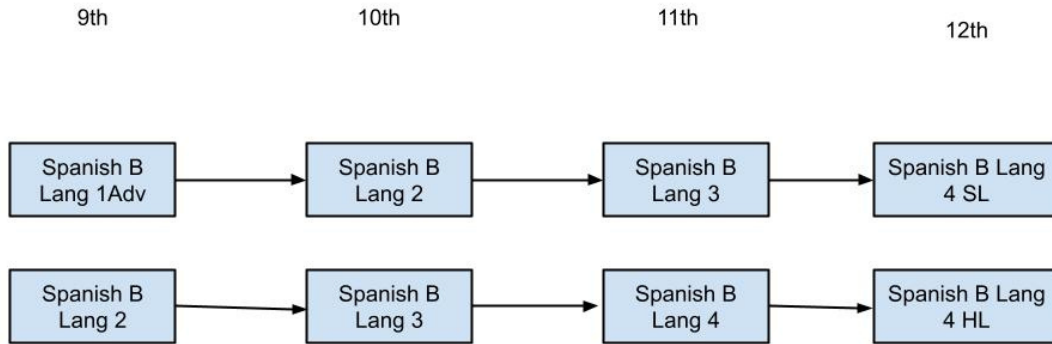 9th
10th
11th
12th
Spanish B
Lang 1Adv
Spanish B
Lang 2
Spanish B
Lang 3
Spanish B Lang
4 SL
Spanish B
Lang 2
Spanish B
Lang 3
Spanish B
Lang 4
Spanish B Lang
4 HL